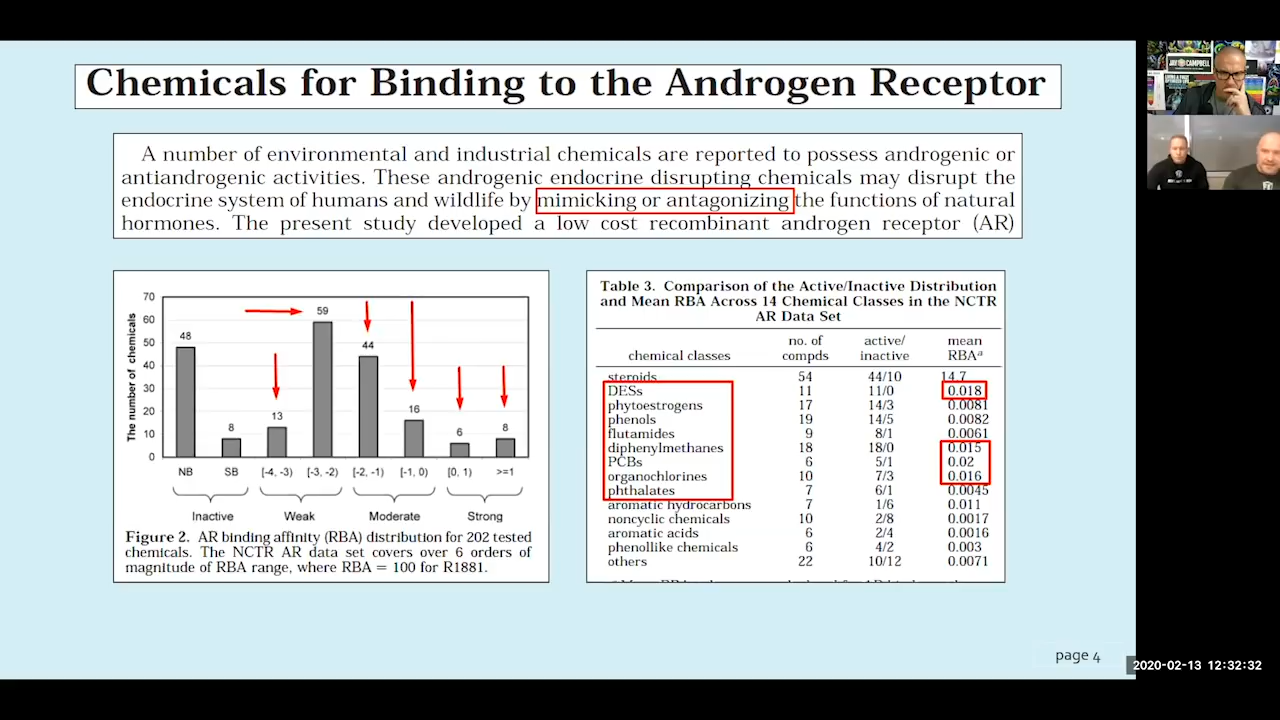 Chemicals for Binding to the Androgen Receptor
A number of environmental and industrial chemicals are reported to possess androgenic or
antiandrogenic activities. These androgenic endocrine disrupting chemicals may disrupt the
endocrine system of humans and wildlife by mimicking or antagonizing the functions of natural
hormones. The present study developed a low cost recombinant androgen receptor (AR)
The number of chemicals
70
60
50
40
30
20
10
0
48
8
13
59
44
16
6
8
NB SB [-4, -3) [-3, -2) [-2, -1) [-1, 0) [0, 1) >=1
Inactive Weak Moderate Strong
Figure 2. AR binding affinity (RBA) distribution for 202 tested
chemicals. The NCTR AR data set covers over 6 orders of
magnitude of RBA range, where RBA = 100 for R1881.
Table 3. Comparison of the Active/Inactive Distribution
and Mean RBA Across 14 Chemical Classes in the NCTR
AR Data Set
no. of active/ mean
chemical classes compds inactive RBAa
steroids 54 44/10 14.7
DESs 11 11/0 0.018
phytoestrogens 17 14/3 0.0081
phenols 19 14/5 0.0082
flutamides 9 8/1 0.0061
diphenylmethanes 18 18/0 0.015
PCBs 6 5/1 0.02
organochlorines 10 7/3 0.016
phthalates 7 6/1 0.0045
aromatic hydrocarbons 7 1/6 0.011
noncyclic chemicals 10 2/8 0.0017
aromatic acids 6 2/4 0.0016
phenollike chemicals 6 4/2 0.003
others 22 10/12 0.0071
page 4
JAY CAMPBELL
2020-02-13 12:32:32